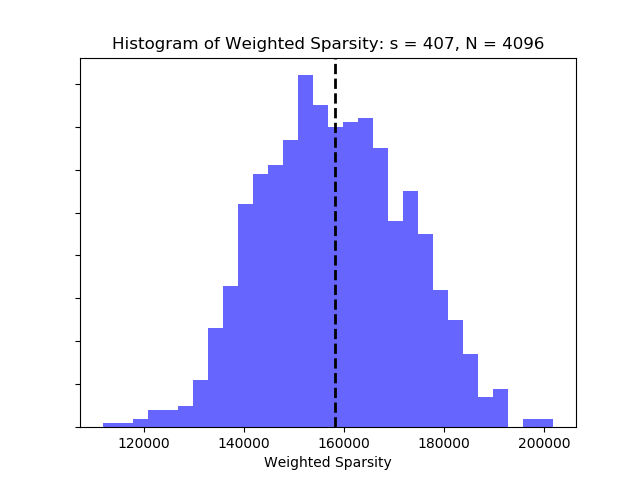 Histogram of Weighted Sparsity: s = 407, N = 4096
120000 140000 160000 180000 200000
Weighted Sparsity